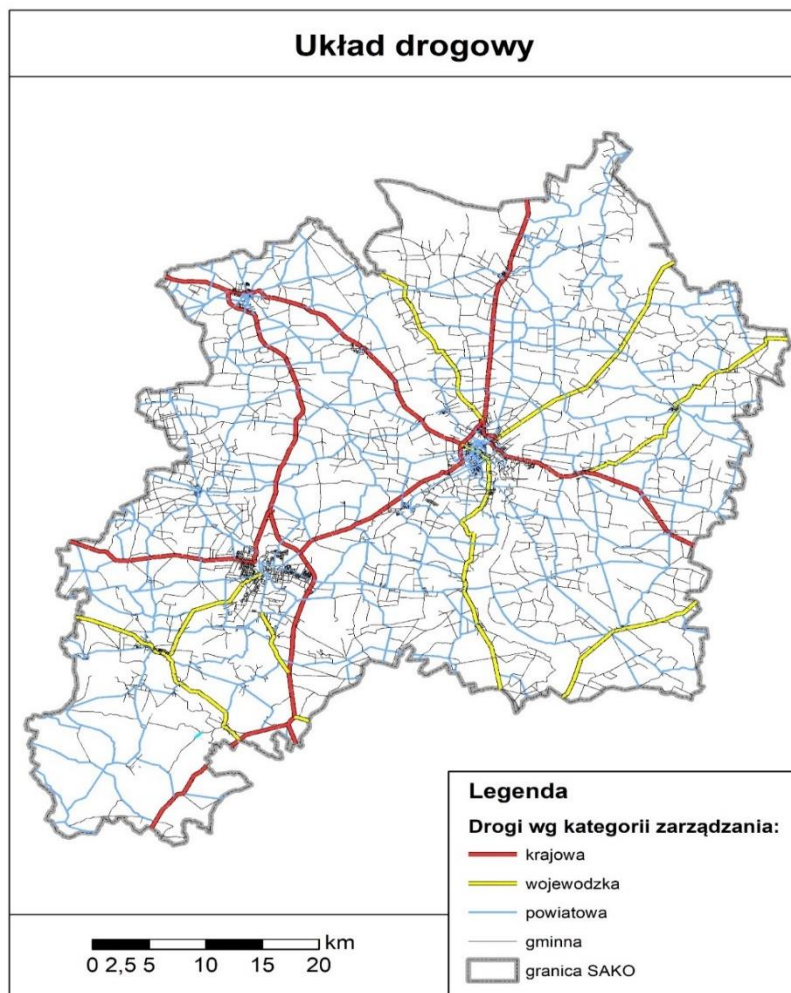 Układ drogowy
Legenda
Drogi wg kategorii zarządzania:
krajowa
wojewodzka
powiatowa
gminna
granica SAKO
km
0 2,5 5 10 15 20